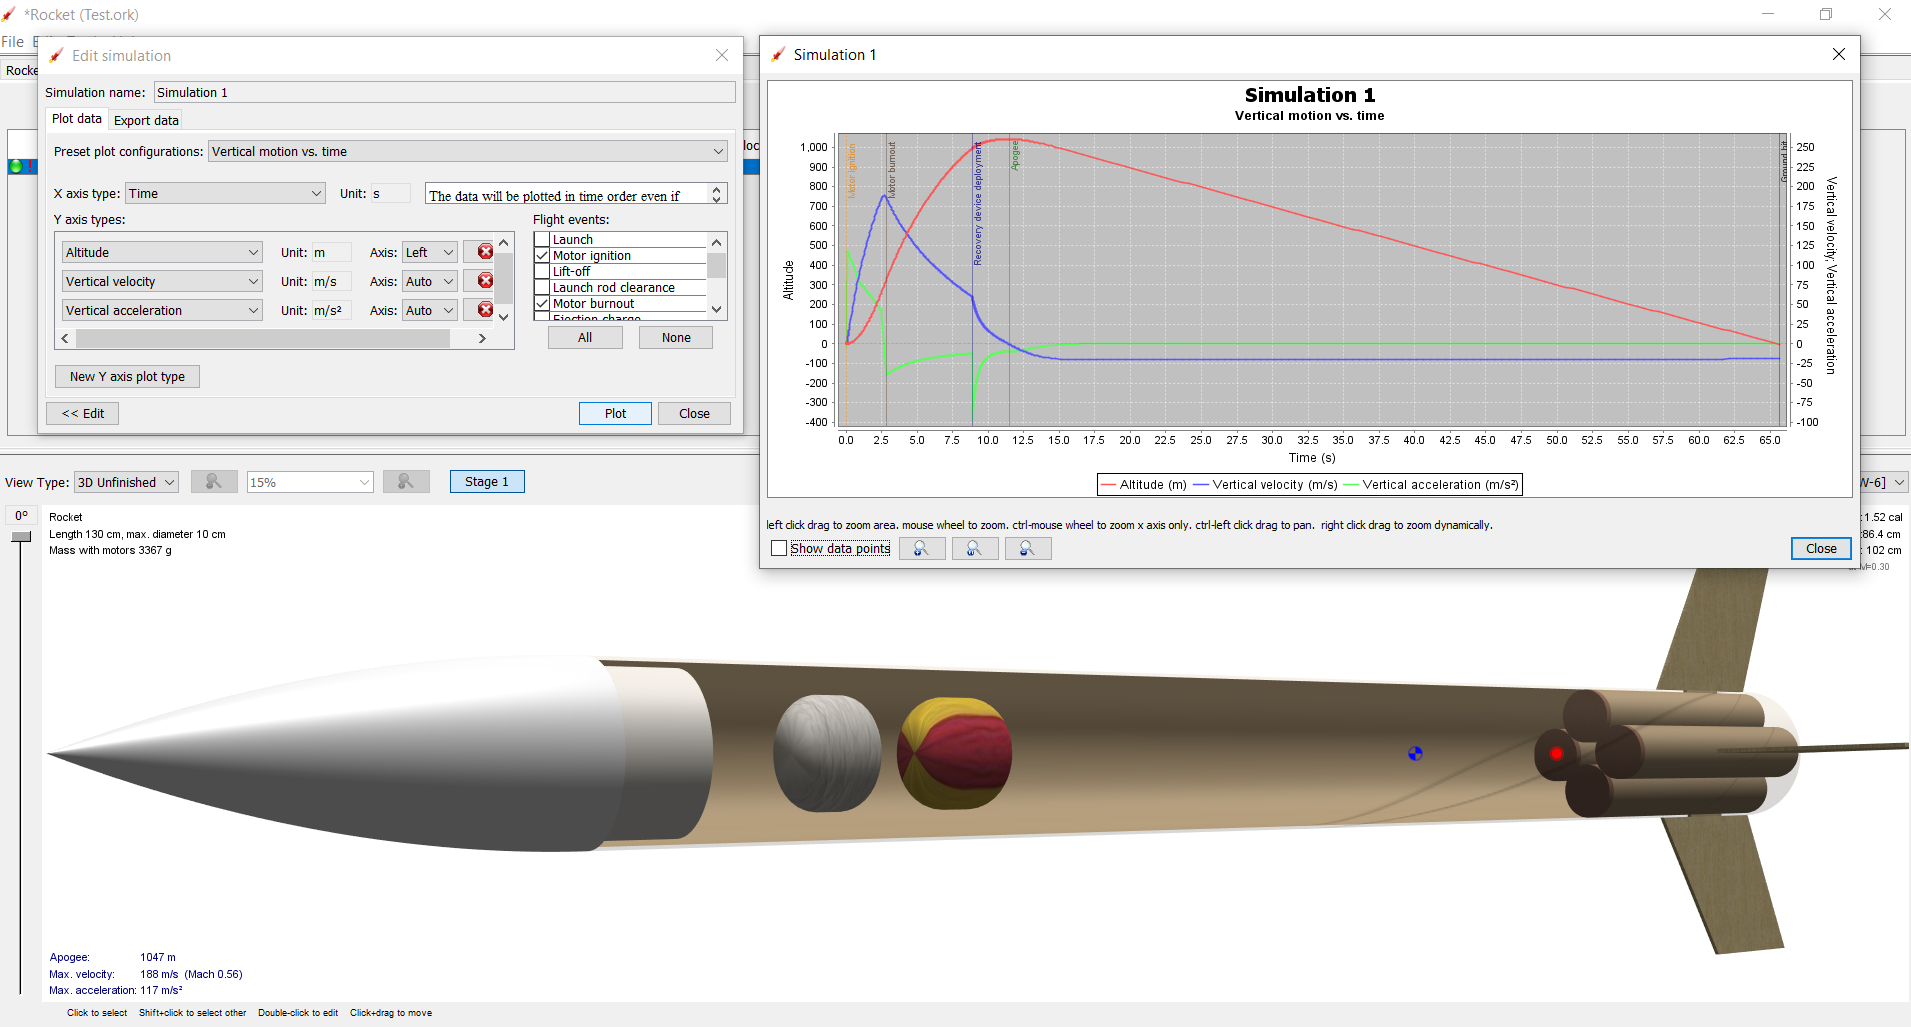 *Rocket (Test.ork)
File
Rocke
Edit simulation
Simulation name: Simulation 1
Plot data Export data
Preset plot configurations: Vertical motion vs. time
X axis type: Time Unit: s The data will be plotted in time order even if
Y axis types: Flight events:
Altitude Unit: m Axis: Left
Vertical velocity Unit: m/s Axis: Auto
Vertical acceleration Unit: m/s² Axis: Auto
Launch
Motor ignition
Lift-off
Launch rod clearance
Motor burnout
Ejection charge
All None
New Y axis plot type
<< Edit Plot Close
Simulation 1
Simulation 1
Vertical motion vs. time
Motor ignition
Motor burnout
Recovery device deployment
Apogee
Ground hit
Altitude
1,000
900
800
700
600
500
400
300
200
100
0
-100
-200
-300
-400
250
225
200
175
150
125
100
75
50
25
0
-25
-50
-75
-100
Vertical velocity; Vertical acceleration
0.0 2.5 5.0 7.5 10.0 12.5 15.0 17.5 20.0 22.5 25.0 27.5 30.0 32.5 35.0 37.5 40.0 42.5 45.0 47.5 50.0 52.5 55.0 57.5 60.0 62.5 65.0
Time (s)
Altitude (m) Vertical velocity (m/s) Vertical acceleration (m/s²)
left click drag to zoom area. mouse wheel to zoom. ctrl-mouse wheel to zoom x axis only. ctrl-left click drag to pan. right click drag to zoom dynamically.
Show data points
Close
View Type: 3D Unfinished 15% Stage 1
-6]
0°
Rocket
Length 130 cm, max. diameter 10 cm
Mass with motors 3367 g
1.52 cal
86.4 cm
102 cm
M=0.30
Apogee: 1047 m
Max. velocity: 188 m/s (Mach 0.56)
Max. acceleration: 117 m/s²
Click to select Shift+click to select other Double-click to edit Click+drag to move